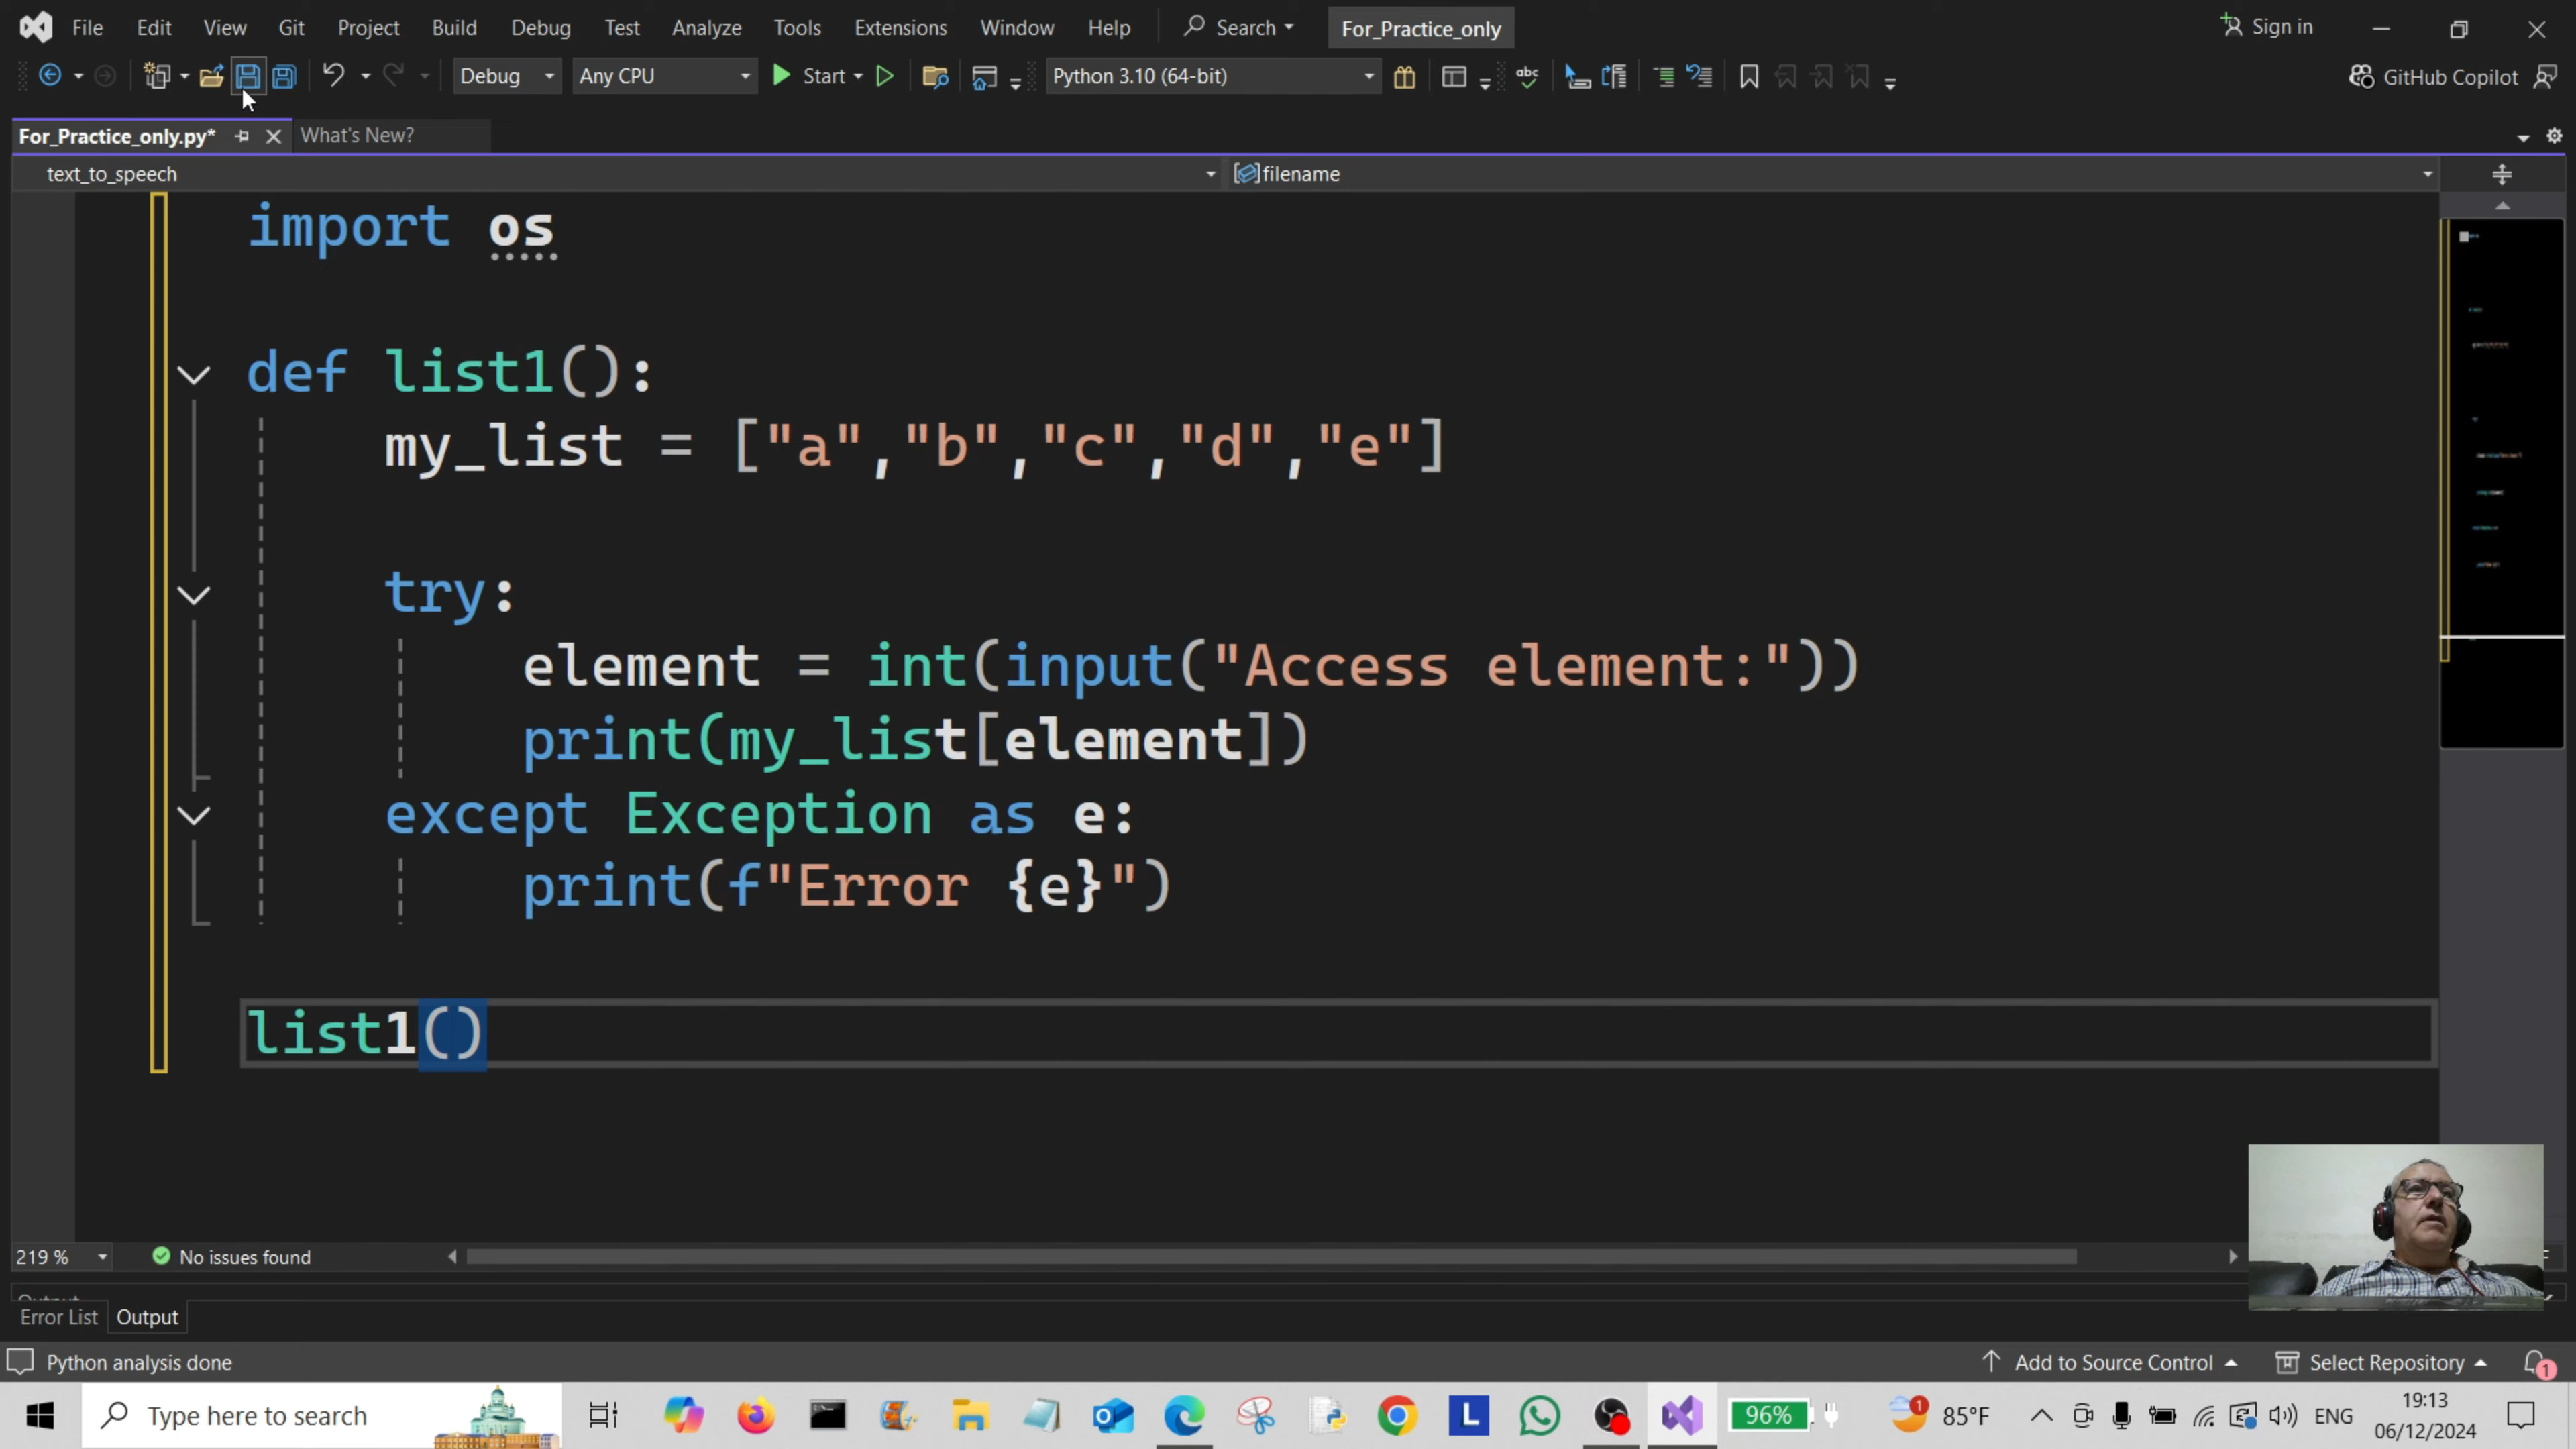 File Edit View Git Project Build Debug Test Analyze Tools Extensions Window Help Search For_Practice_only Sign in
Debug Any CPU Start Python 3.10 (64-bit) abc GitHub Copilot
For_Practice_only.py* What's New?
text_to_speech filename
import os
def list1():
my_list = ["a","b","c","d","e"]
try:
element = int(input("Access element:"))
print(my_list[element])
except Exception as e:
print(f"Error {e}")
list1()
219 % No issues found
Output
Error List Output
Python analysis done Add to Source Control Select Repository 1
Type here to search L 96% 1 85°F ENG 19:13
06/12/2024